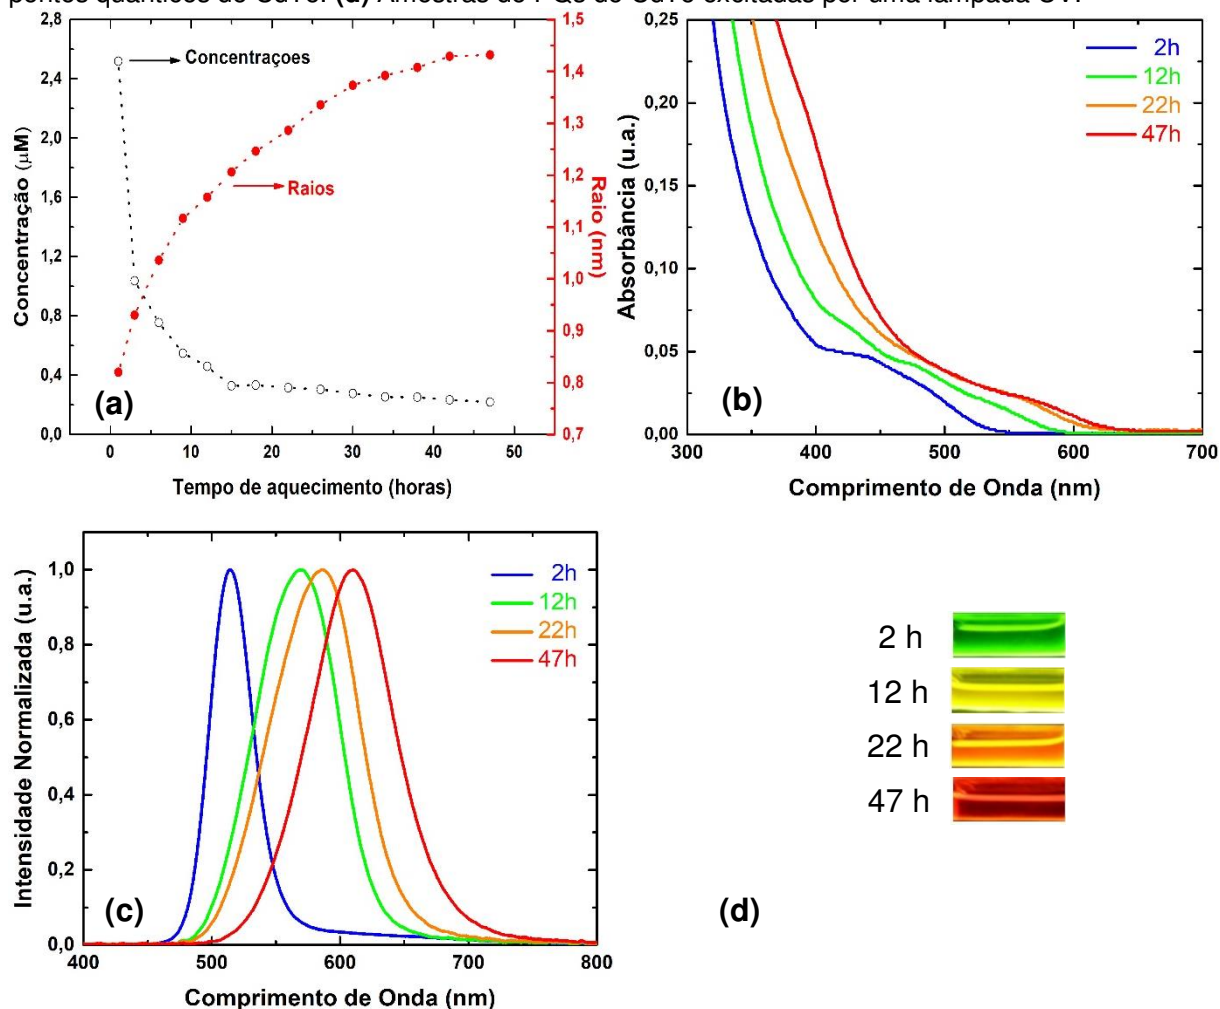 pontos quânticos de CdTe. (d) Amostras de PQs de CdTe excitadas por uma lâmpada UV.
2,8
2,4
2,0
1,6
1,2
0,8
0,4
0,0
Concentração (µM)
0 10 20 30 40 50
Tempo de aquecimento (horas)
1,5
1,4
1,3
1,2
1,1
1,0
0,9
0,8
0,7
Raio (nm)
Concentraçoes
Raios
(a)
0,25
0,20
0,15
0,10
0,05
0,00
Absorbância (u.a.)
300 400 500 600 700
Comprimento de Onda (nm)
2h
12h
22h
47h
(b)
1,0
0,8
0,6
0,4
0,2
0,0
Intensidade Normalizada (u.a.)
400 500 600 700 800
Comprimento de Onda (nm)
2h
12h
22h
47h
(c)
2 h
12 h
22 h
47 h
(d)